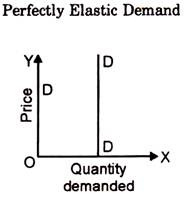 Perfectly Elastic Demand
Y
D
D
Price
O
D
X
Quantity
demanded